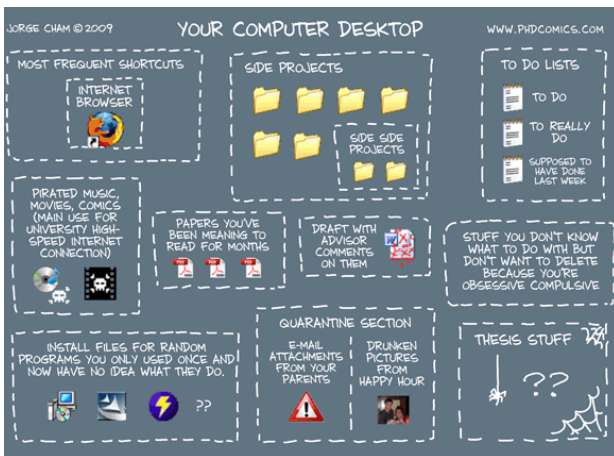 JORGE CHAM © 2009
YOUR COMPUTER DESKTOP
WWW.PHDCOMICS.COM
MOST FREQUENT SHORTCUTS
INTERNET
BROWSER
SIDE PROJECTS
SIDE SIDE
PROJECTS
TO DO LISTS
TO DO
TO REALLY
DO
SUPPOSED TO
HAVE DONE
LAST WEEK
PIRATED MUSIC,
MOVIES, COMICS
(MAIN USE FOR
UNIVERSITY HIGH-
SPEED INTERNET
CONNECTION)
PAPERS YOU'VE
BEEN MEANING TO
READ FOR MONTHS
PDF
PDF
PDF
DRAFT WITH
ADVISOR
COMMENTS
ON THEM
W
STUFF YOU DON'T KNOW
WHAT TO DO WITH BUT
DON'T WANT TO DELETE
BECAUSE YOU'RE
OBSESSIVE COMPULSIVE
INSTALL FILES FOR RANDOM
PROGRAMS YOU ONLY USED ONCE AND
NOW HAVE NO IDEA WHAT THEY DO.
??
QUARANTINE SECTION
E-MAIL
ATTACHMENTS
FROM YOUR
PARENTS
!
DRUNKEN
PICTURES
FROM
HAPPY HOUR
THESIS STUFF
??